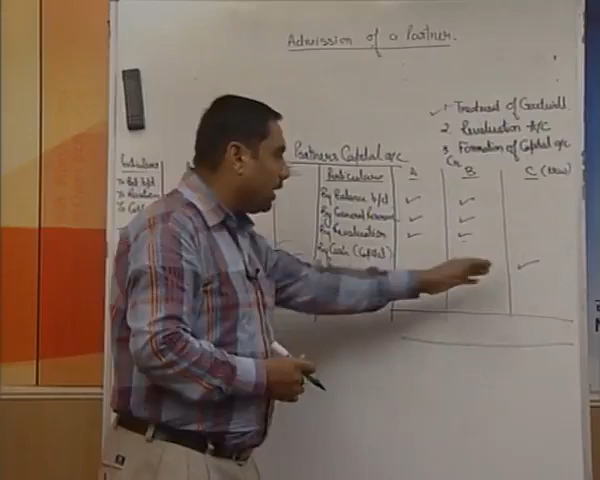 Admission of a Partner.
1. Treatment of Goodwill.
2. Revaluation A/C
3. Formation of Capital a/c
Partners Capital a/c
Cr.
Particulars
Particulars A B C (new)
To Bal b/d
By Balance b/d
To Revaluation
By General Reserve
By Revaluation
By Cash (Capital)